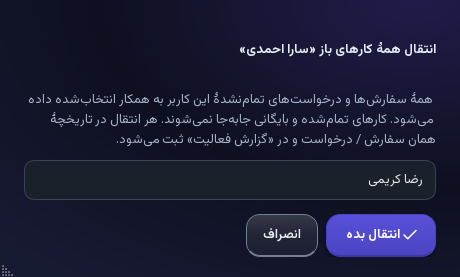 انتقال همهٔ کارهای باز «سارا احمدی»
همهٔ سفارش‌ها و درخواست‌های تمام‌نشدهٔ این کاربر به همکار انتخاب‌شده داده
می‌شود. کارهای تمام‌شده و بایگانی جابه‌جا نمی‌شوند. هر انتقال در تاریخچهٔ
همان سفارش / درخواست و در «گزارش فعالیت» ثبت می‌شود.
رضا کریمی
انتقال بده
انصراف